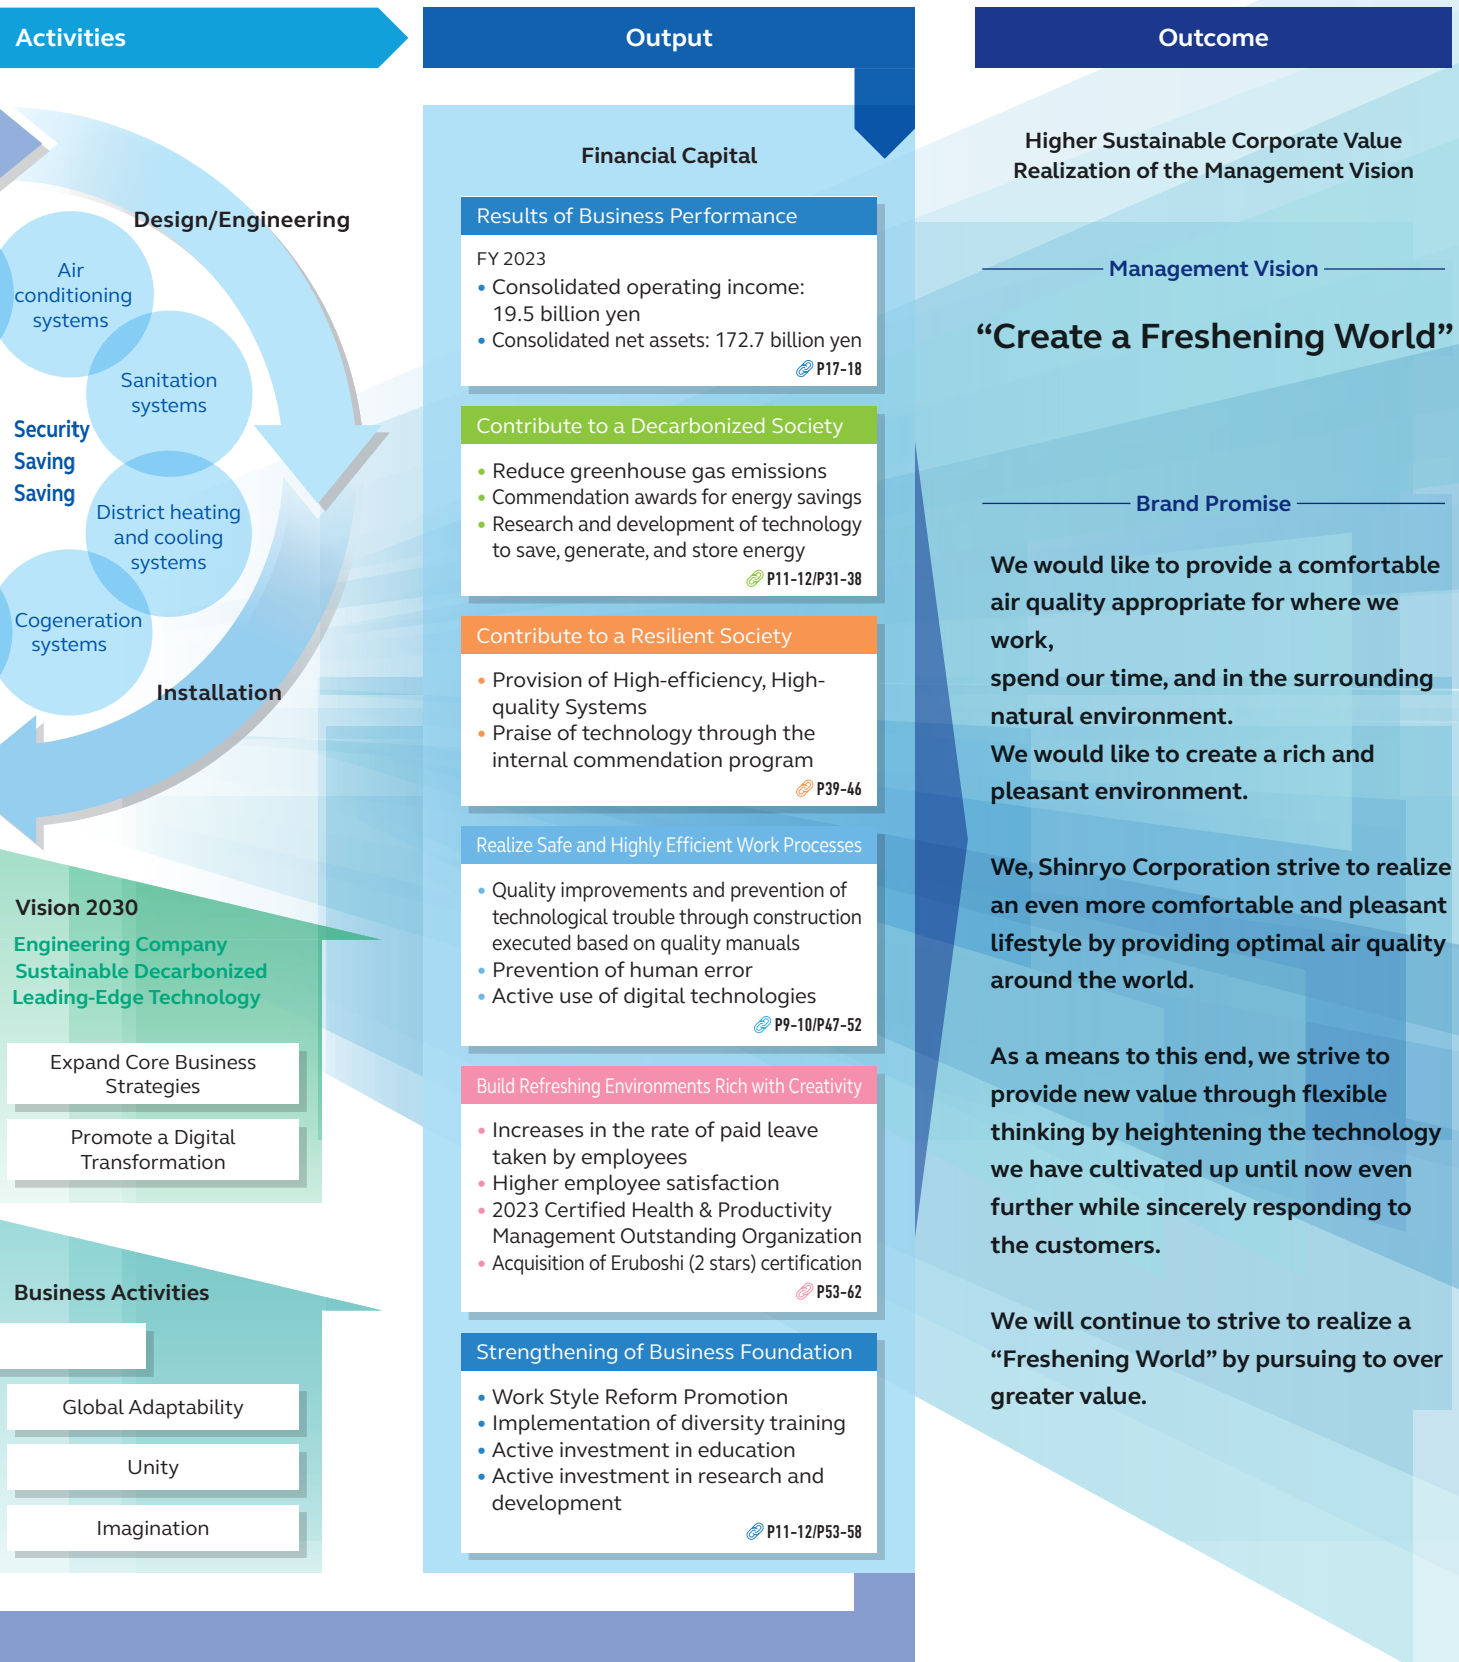 Activities
Design/Engineering
Air
conditioning
systems
Sanitation
systems
Security
Saving
Saving
District heating
and cooling
systems
Cogeneration
systems
Installation
Vision 2030
Engineering Company
Sustainable Decarbonized
Leading-Edge Technology
Expand Core Business
Strategies
Promote a Digital
Transformation
Business Activities
Global Adaptability
Unity
Imagination
Output
Financial Capital
Results of Business Performance
FY 2023
• Consolidated operating income:
19.5 billion yen
• Consolidated net assets: 172.7 billion yen
P17-18
Contribute to a Decarbonized Society
• Reduce greenhouse gas emissions
• Commendation awards for energy savings
• Research and development of technology
to save, generate, and store energy
P11-12/P31-38
Contribute to a Resilient Society
• Provision of High-efficiency, High-
quality Systems
• Praise of technology through the
internal commendation program
P39-46
Realize Safe and Highly Efficient Work Processes
• Quality improvements and prevention of
technological trouble through construction
executed based on quality manuals
• Prevention of human error
• Active use of digital technologies
P9-10/P47-52
Build Refreshing Environments Rich with Creativity
• Increases in the rate of paid leave
taken by employees
• Higher employee satisfaction
• 2023 Certified Health & Productivity
Management Outstanding Organization
• Acquisition of Eruboshi (2 stars) certification
P53-62
Strengthening of Business Foundation
• Work Style Reform Promotion
• Implementation of diversity training
• Active investment in education
• Active investment in research and
development
P11-12/P53-58
Outcome
Higher Sustainable Corporate Value
Realization of the Management Vision
Management Vision
“Create a Freshening World”
Brand Promise
We would like to provide a comfortable
air quality appropriate for where we
work,
spend our time, and in the surrounding
natural environment.
We would like to create a rich and
pleasant environment.
We, Shinryo Corporation strive to realize
an even more comfortable and pleasant
lifestyle by providing optimal air quality
around the world.
As a means to this end, we strive to
provide new value through flexible
thinking by heightening the technology
we have cultivated up until now even
further while sincerely responding to
the customers.
We will continue to strive to realize a
“Freshening World” by pursuing to over
greater value.